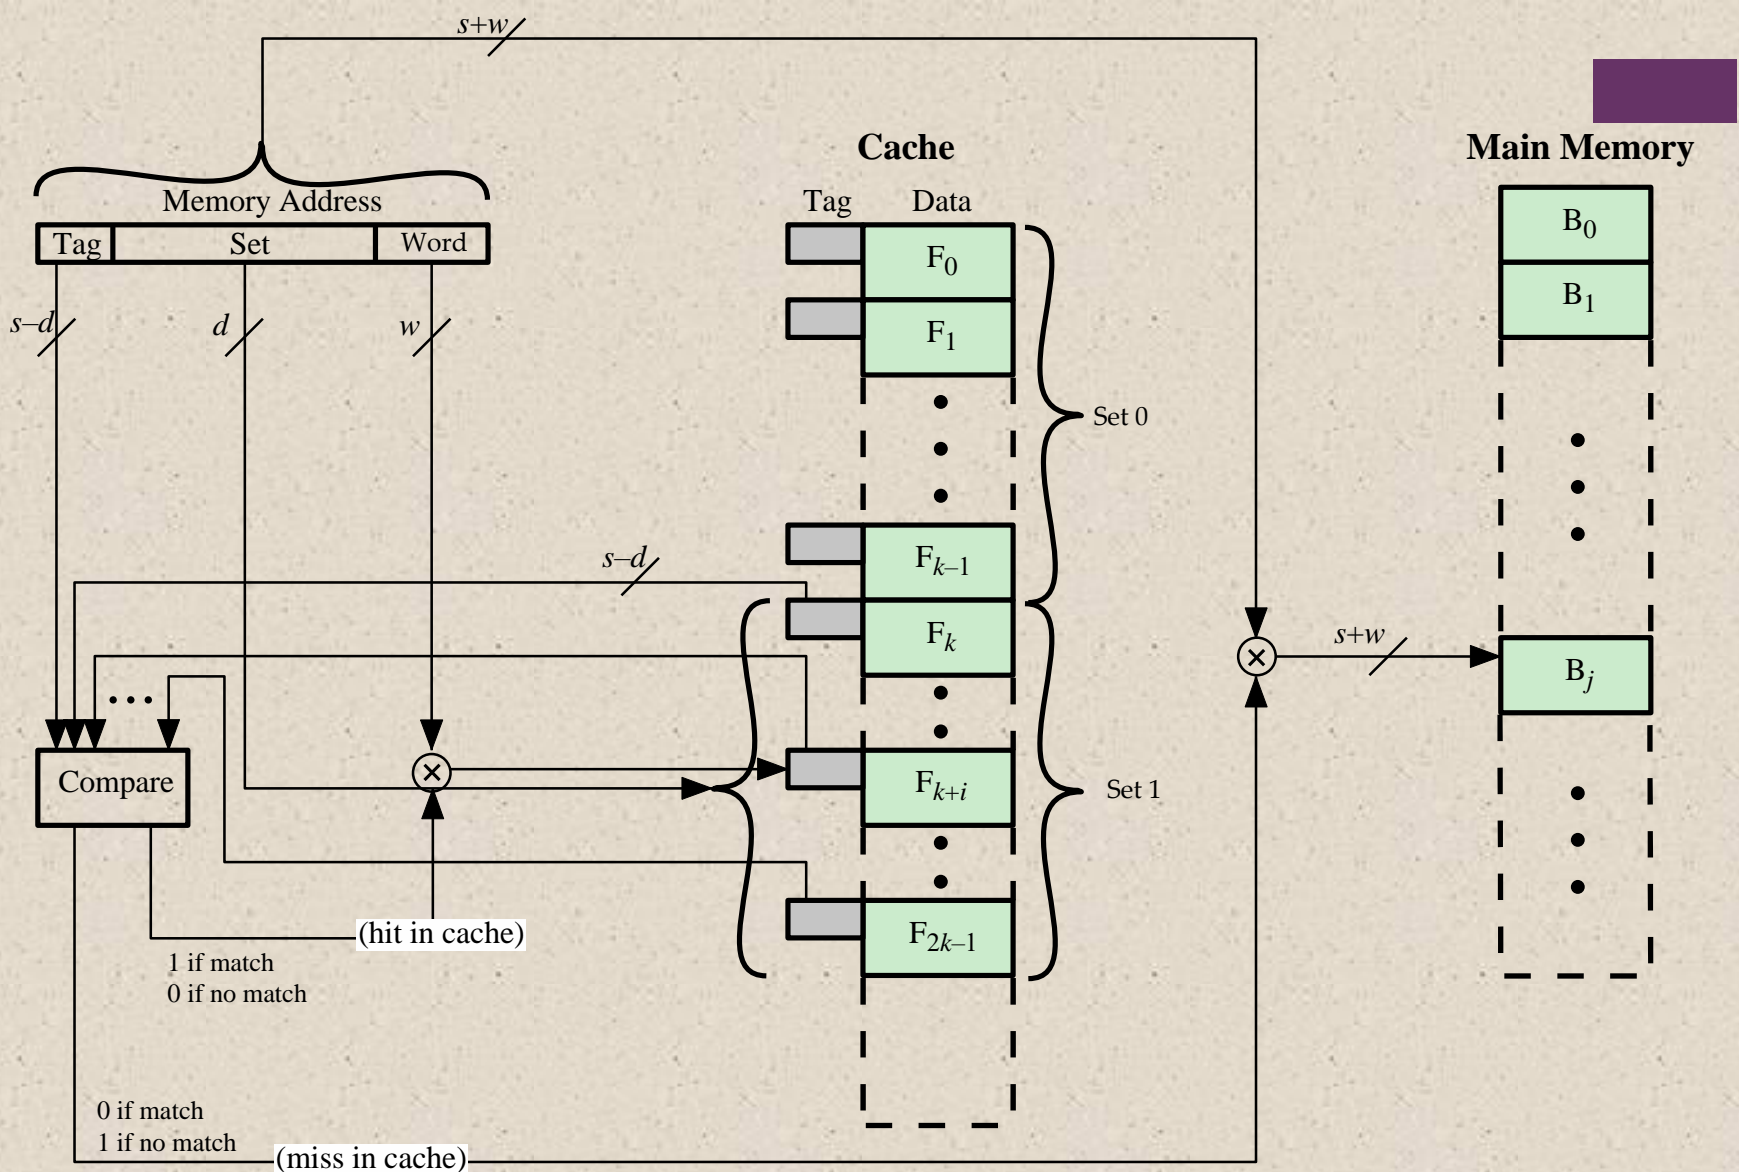 s+w
Cache
Main Memory
Memory Address
Tag Data
Tag Set Word
F0
B0
B1
s–d d w
F1
Set 0
s–d
Fk–1
Fk
s+w
Bj
Compare
Fk+i
Set 1
(hit in cache)
F2k–1
1 if match
0 if no match
0 if match
1 if no match
(miss in cache)